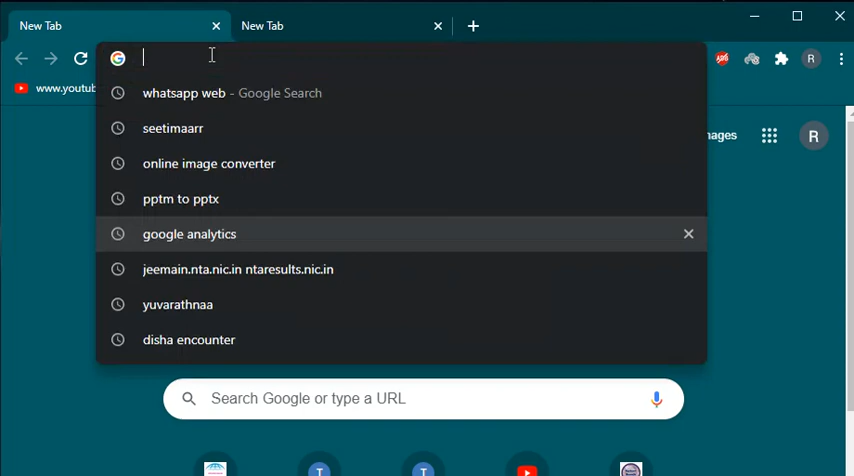 New Tab
New Tab
R
whatsapp web - Google Search
www.youtub
seetimaarr
mages
R
online image converter
pptm to pptx
google analytics
jeemain.nta.nic.in ntaresults.nic.in
yuvarathnaa
disha encounter
Search Google or type a URL
T
T